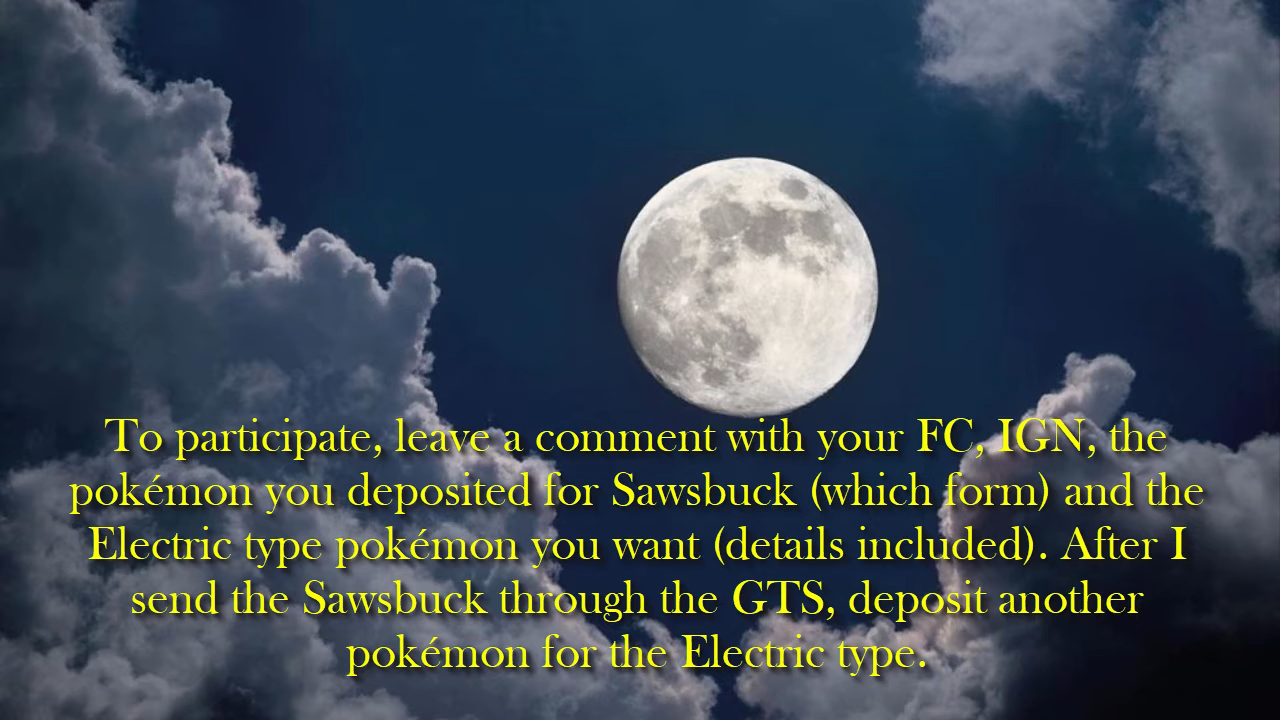 To participate, leave a comment with your FC, IGN, the
pokémon you deposited for Sawsbuck (which form) and the
Electric type pokémon you want (details included). After I
send the Sawsbuck through the GTS, deposit another
pokémon for the Electric type.